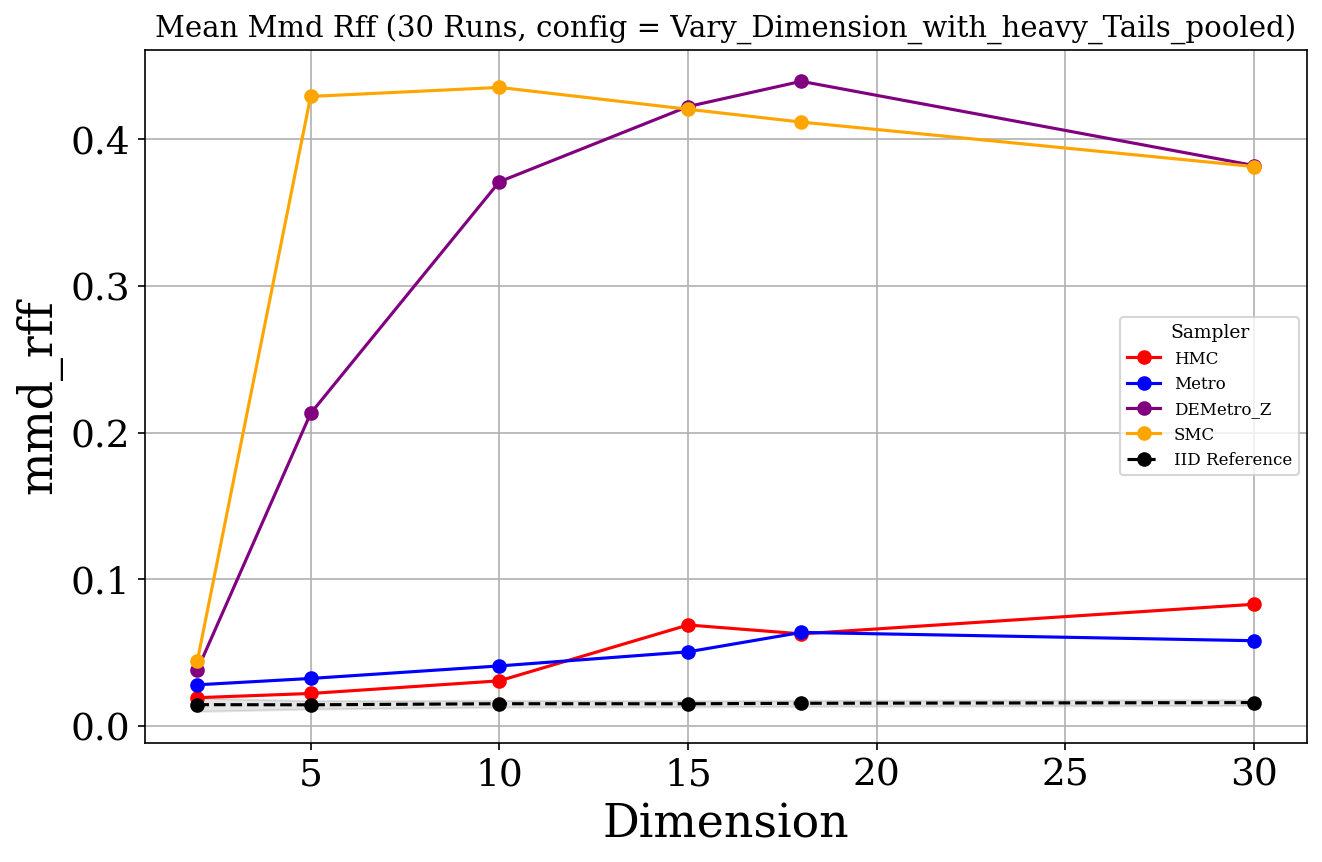 Mean Mmd Rff (30 Runs, config = Vary_Dimension_with_heavy_Tails_pooled)
mmd_rff
0.4
0.3
0.2
0.1
0.0
Sampler
HMC
Metro
DEMetro_Z
SMC
IID Reference
5 10 15 20 25 30
Dimension